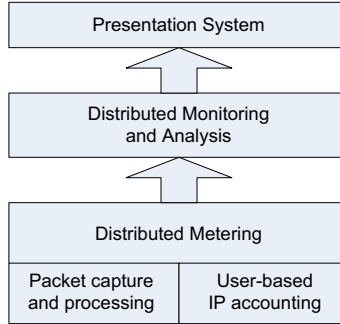 Presentation System
Distributed Monitoring
and Analysis
Distributed Metering
Packet capture
and processing
User-based
IP accounting